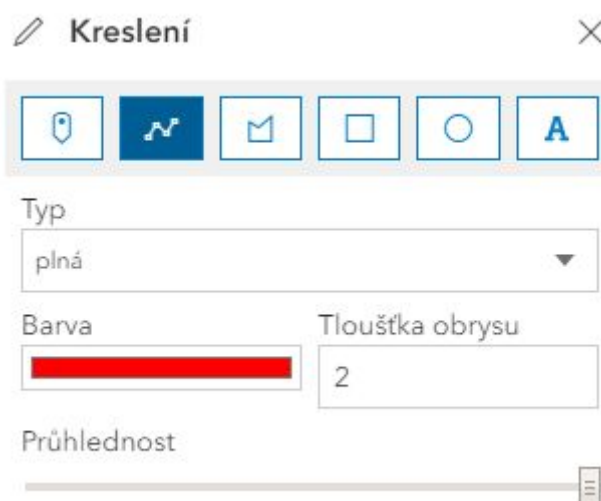 Kreslení
A
Typ
plná
Barva Tloušťka obrysu
2
Průhlednost